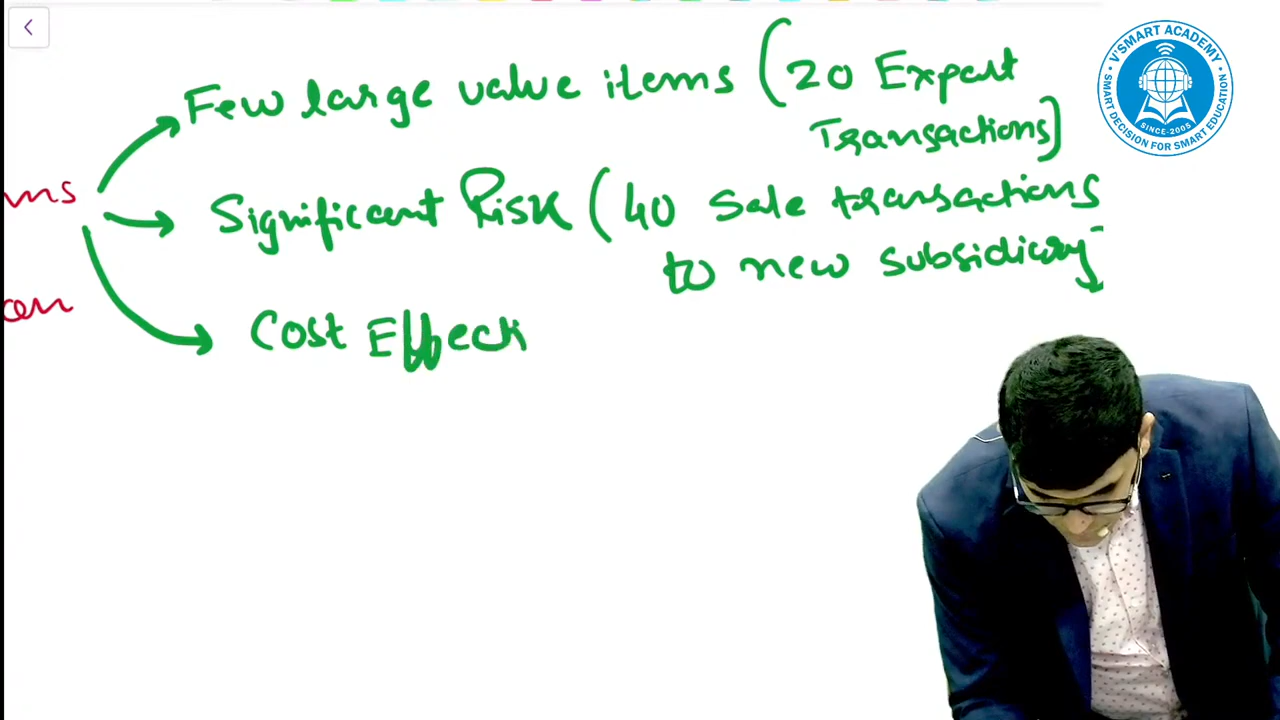 Few large value items (20 Export
Transactions)
Significant Risk (40 Sale transactions
to new subsidiary)
Cost Effect
V'SMART ACADEMY
SINCE-2005
SMART DECISION FOR SMART EDUCATION